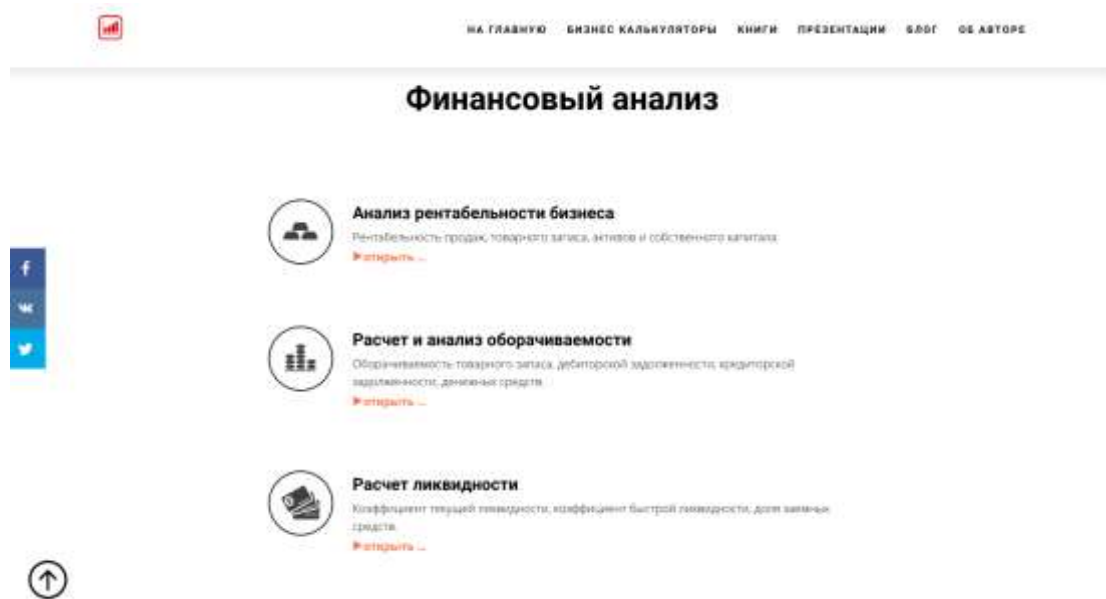 НА ГЛАВНУЮ БИЗНЕС КАЛЬКУЛЯТОРЫ КНИГИ ПРЕЗЕНТАЦИИ БЛОГ ОБ АВТОРЕ
Финансовый анализ
Анализ рентабельности бизнеса
Рентабельность продаж, товарного запаса, активов и собственного капитала
открыть ...
Расчет и анализ оборачиваемости
Оборачиваемость товарного запаса, дебиторской задолженности, кредиторской
задолженности, денежных средств
открыть ...
Расчет ликвидности
Коэффициент текущей ликвидности, коэффициент быстрой ликвидности, доля заемных
средств
открыть ...